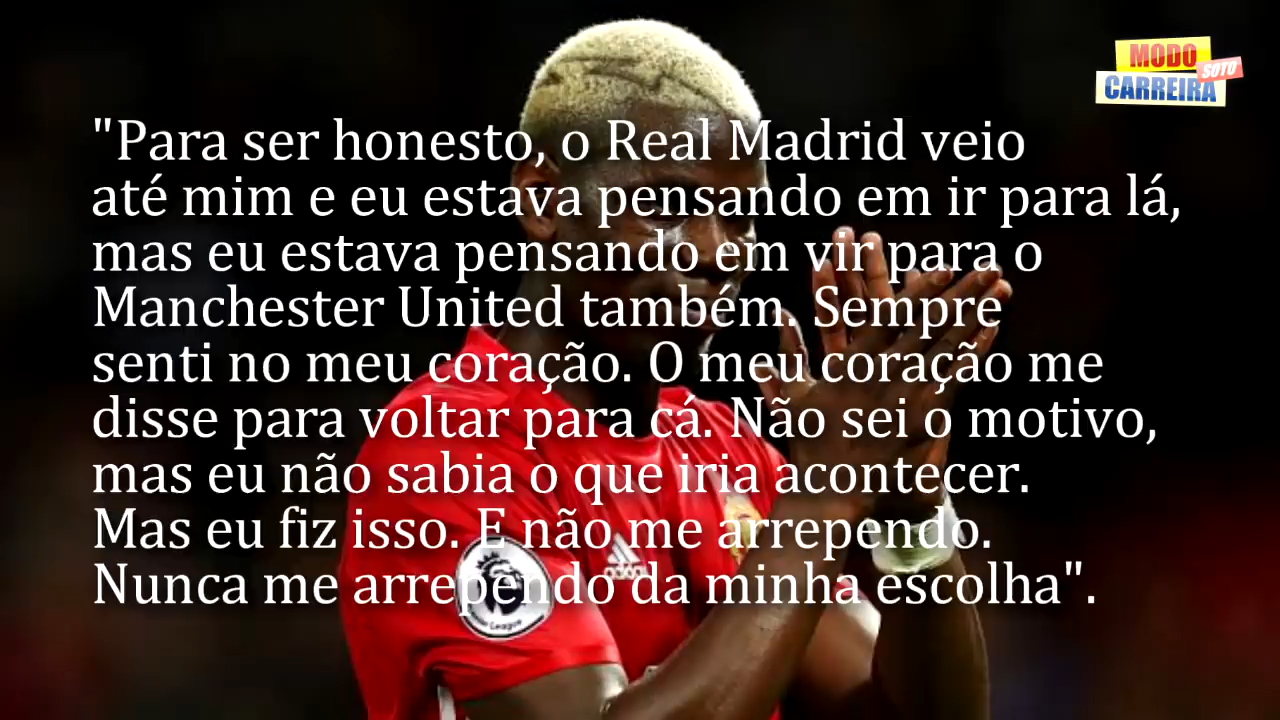 MODO
SOTO
CARREIRA
"Para ser honesto, o Real Madrid veio
até mim e eu estava pensando em ir para lá,
mas eu estava pensando em vir para o
Manchester United também. Sempre
senti no meu coração. O meu coração me
disse para voltar para cá. Não sei o motivo,
mas eu não sabia o que iria acontecer.
Mas eu fiz isso. E não me arrependo.
Nunca me arrependo da minha escolha".
adidas
League